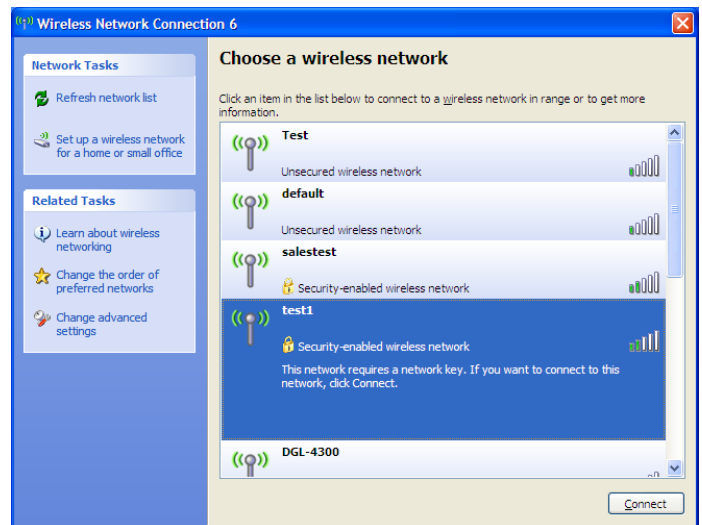 Wireless Network Connection 6
Network Tasks
Refresh network list
Set up a wireless network
for a home or small office
Related Tasks
Learn about wireless
networking
Change the order of
preferred networks
Change advanced
settings
Choose a wireless network
Click an item in the list below to connect to a wireless network in range or to get more
information.
Test
Unsecured wireless network
default
Unsecured wireless network
salestest
Security-enabled wireless network
test1
Security-enabled wireless network
This network requires a network key. If you want to connect to this
network, click Connect.
DGL-4300
Connect